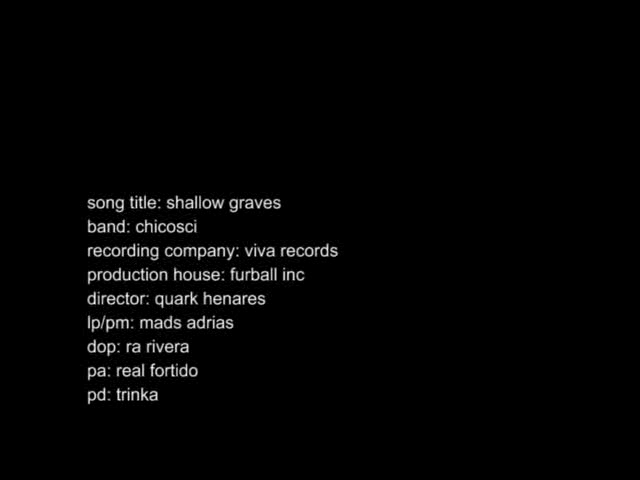 song title: shallow graves
band: chicosci
recording company: viva records
production house: furball inc
director: quark henares
lp/pm: mads adrias
dop: ra rivera
pa: real fortido
pd: trinka